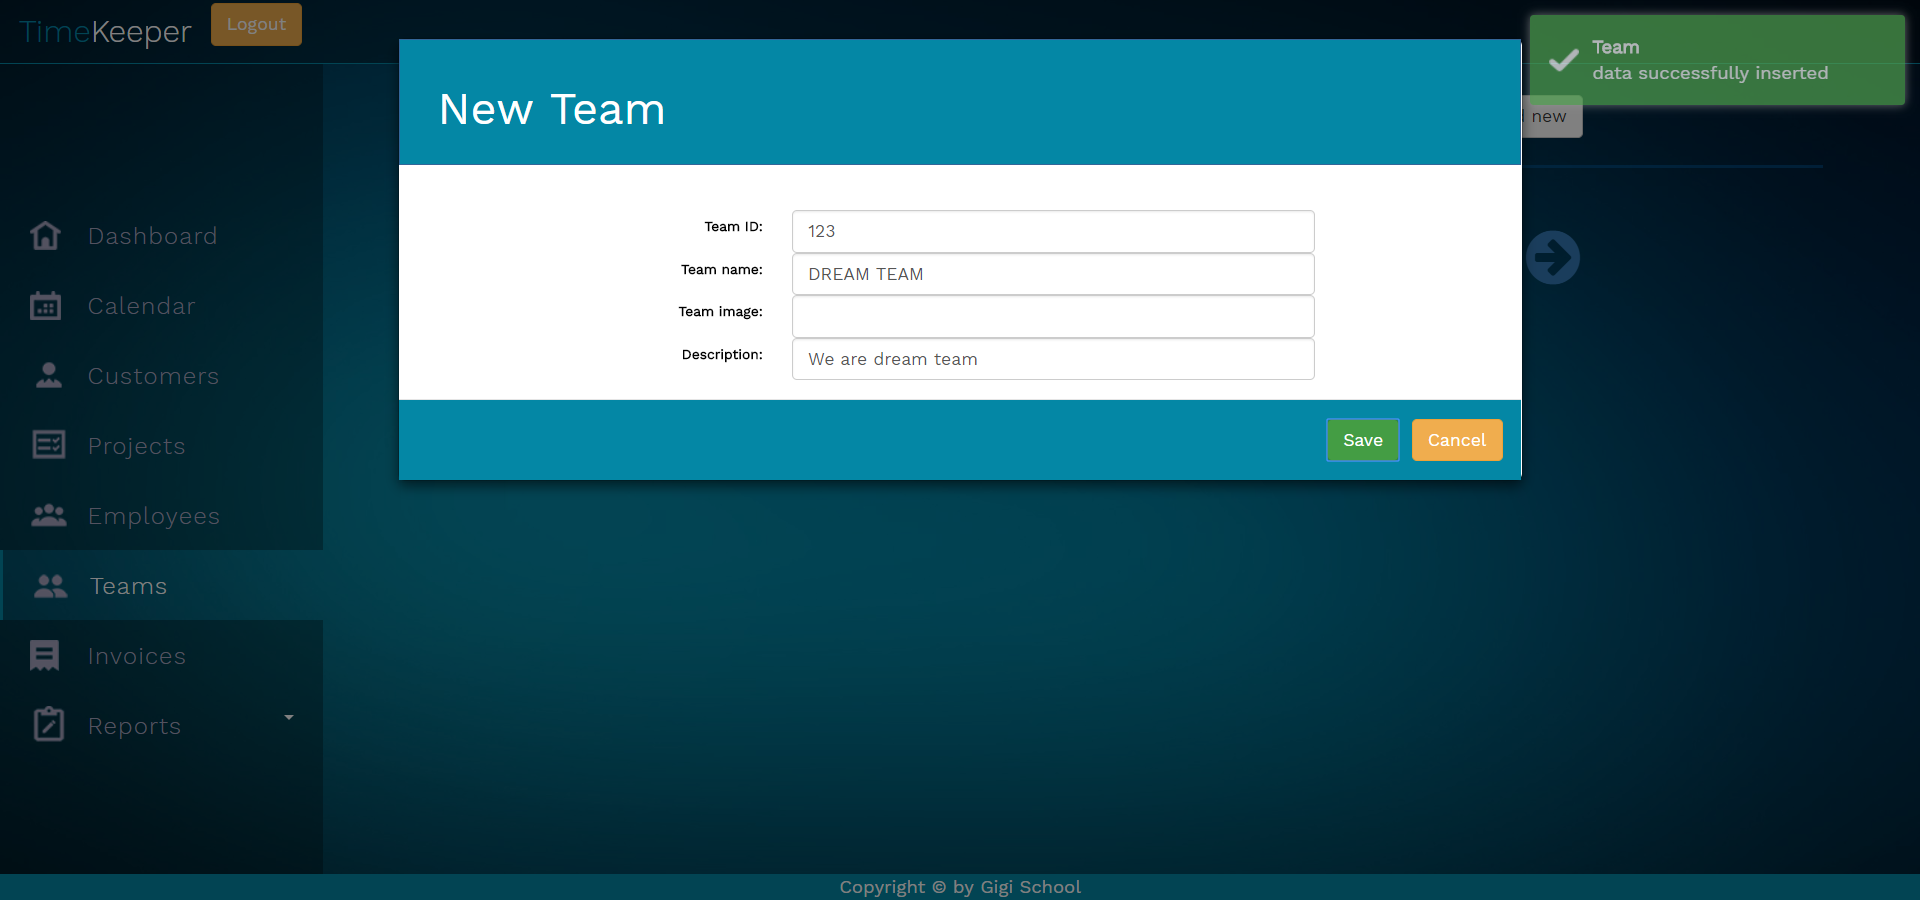 TimeKeeper
Logout
Team
data successfully inserted
new
New Team
Team ID: 123
Team name: DREAM TEAM
Team image:
Description: We are dream team
Save
Cancel
Dashboard
Calendar
Customers
Projects
Employees
Teams
Invoices
Reports
Copyright © by Gigi School